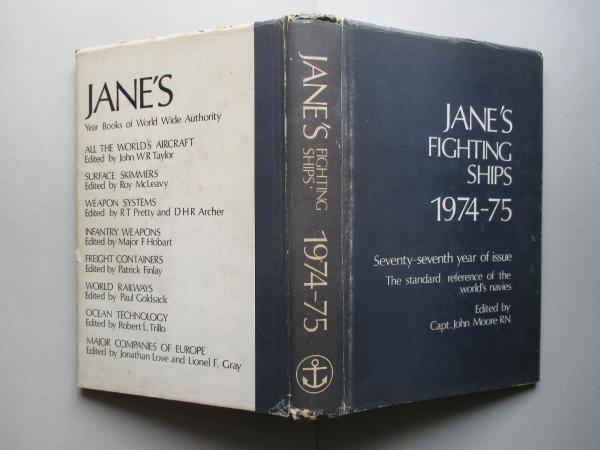 JANE'S
Year Books of World Wide Authority
ALL THE WORLD'S AIRCRAFT
Edited by John W R Taylor
SURFACE SKIMMERS
Edited by Roy McLeavy
WEAPON SYSTEMS
Edited by R T Pretty and D H R Archer
INFANTRY WEAPONS
Edited by Major F Hobart
FREIGHT CONTAINERS
Edited by Patrick Finlay
WORLD RAILWAYS
Edited by Paul Goldsack
OCEAN TECHNOLOGY
Edited by Robert L. Trillo
MAJOR COMPANIES OF EUROPE
Edited by Jonathan Love and Lionel F. Gray
JANE'S
FIGHTING
SHIPS
1974-75
JANE'S
FIGHTING
SHIPS
1974-75
Seventy-seventh year of issue
The standard reference of the
world's navies
Edited by
Capt. John Moore RN